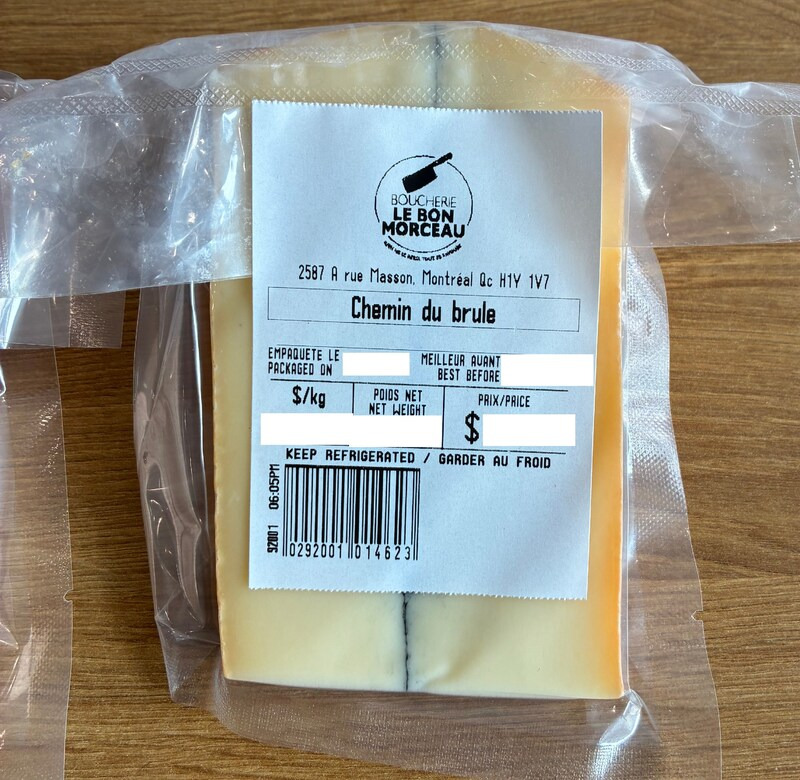 BOUCHERIE
LE BON
MORCEAU
2587 A rue Masson, Montréal Qc H1Y 1V7
Chemin du brule
EMPAQUETE LE
PACKAGED ON
MEILLEUR AVANT
BEST BEFORE
$/kg
POIDS NET
NET WEIGHT
PRIX/PRICE
$
KEEP REFRIGERATED / GARDER AU FROID
92001 06:05PM
0292001 014623